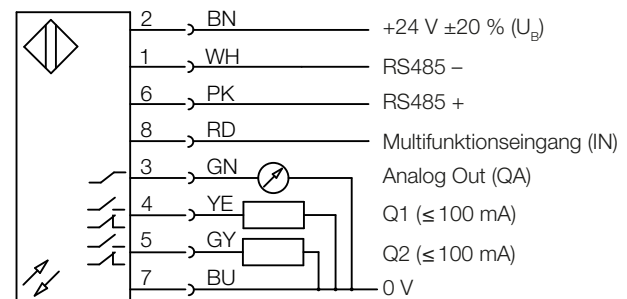 2 BN +24 V ±20 % (U_B)
1 WH RS485 –
6 PK RS485 +
8 RD Multifunktionseingang (IN)
3 GN Analog Out (QA)
4 YE Q1 (≤ 100 mA)
5 GY Q2 (≤ 100 mA)
7 BU 0 V